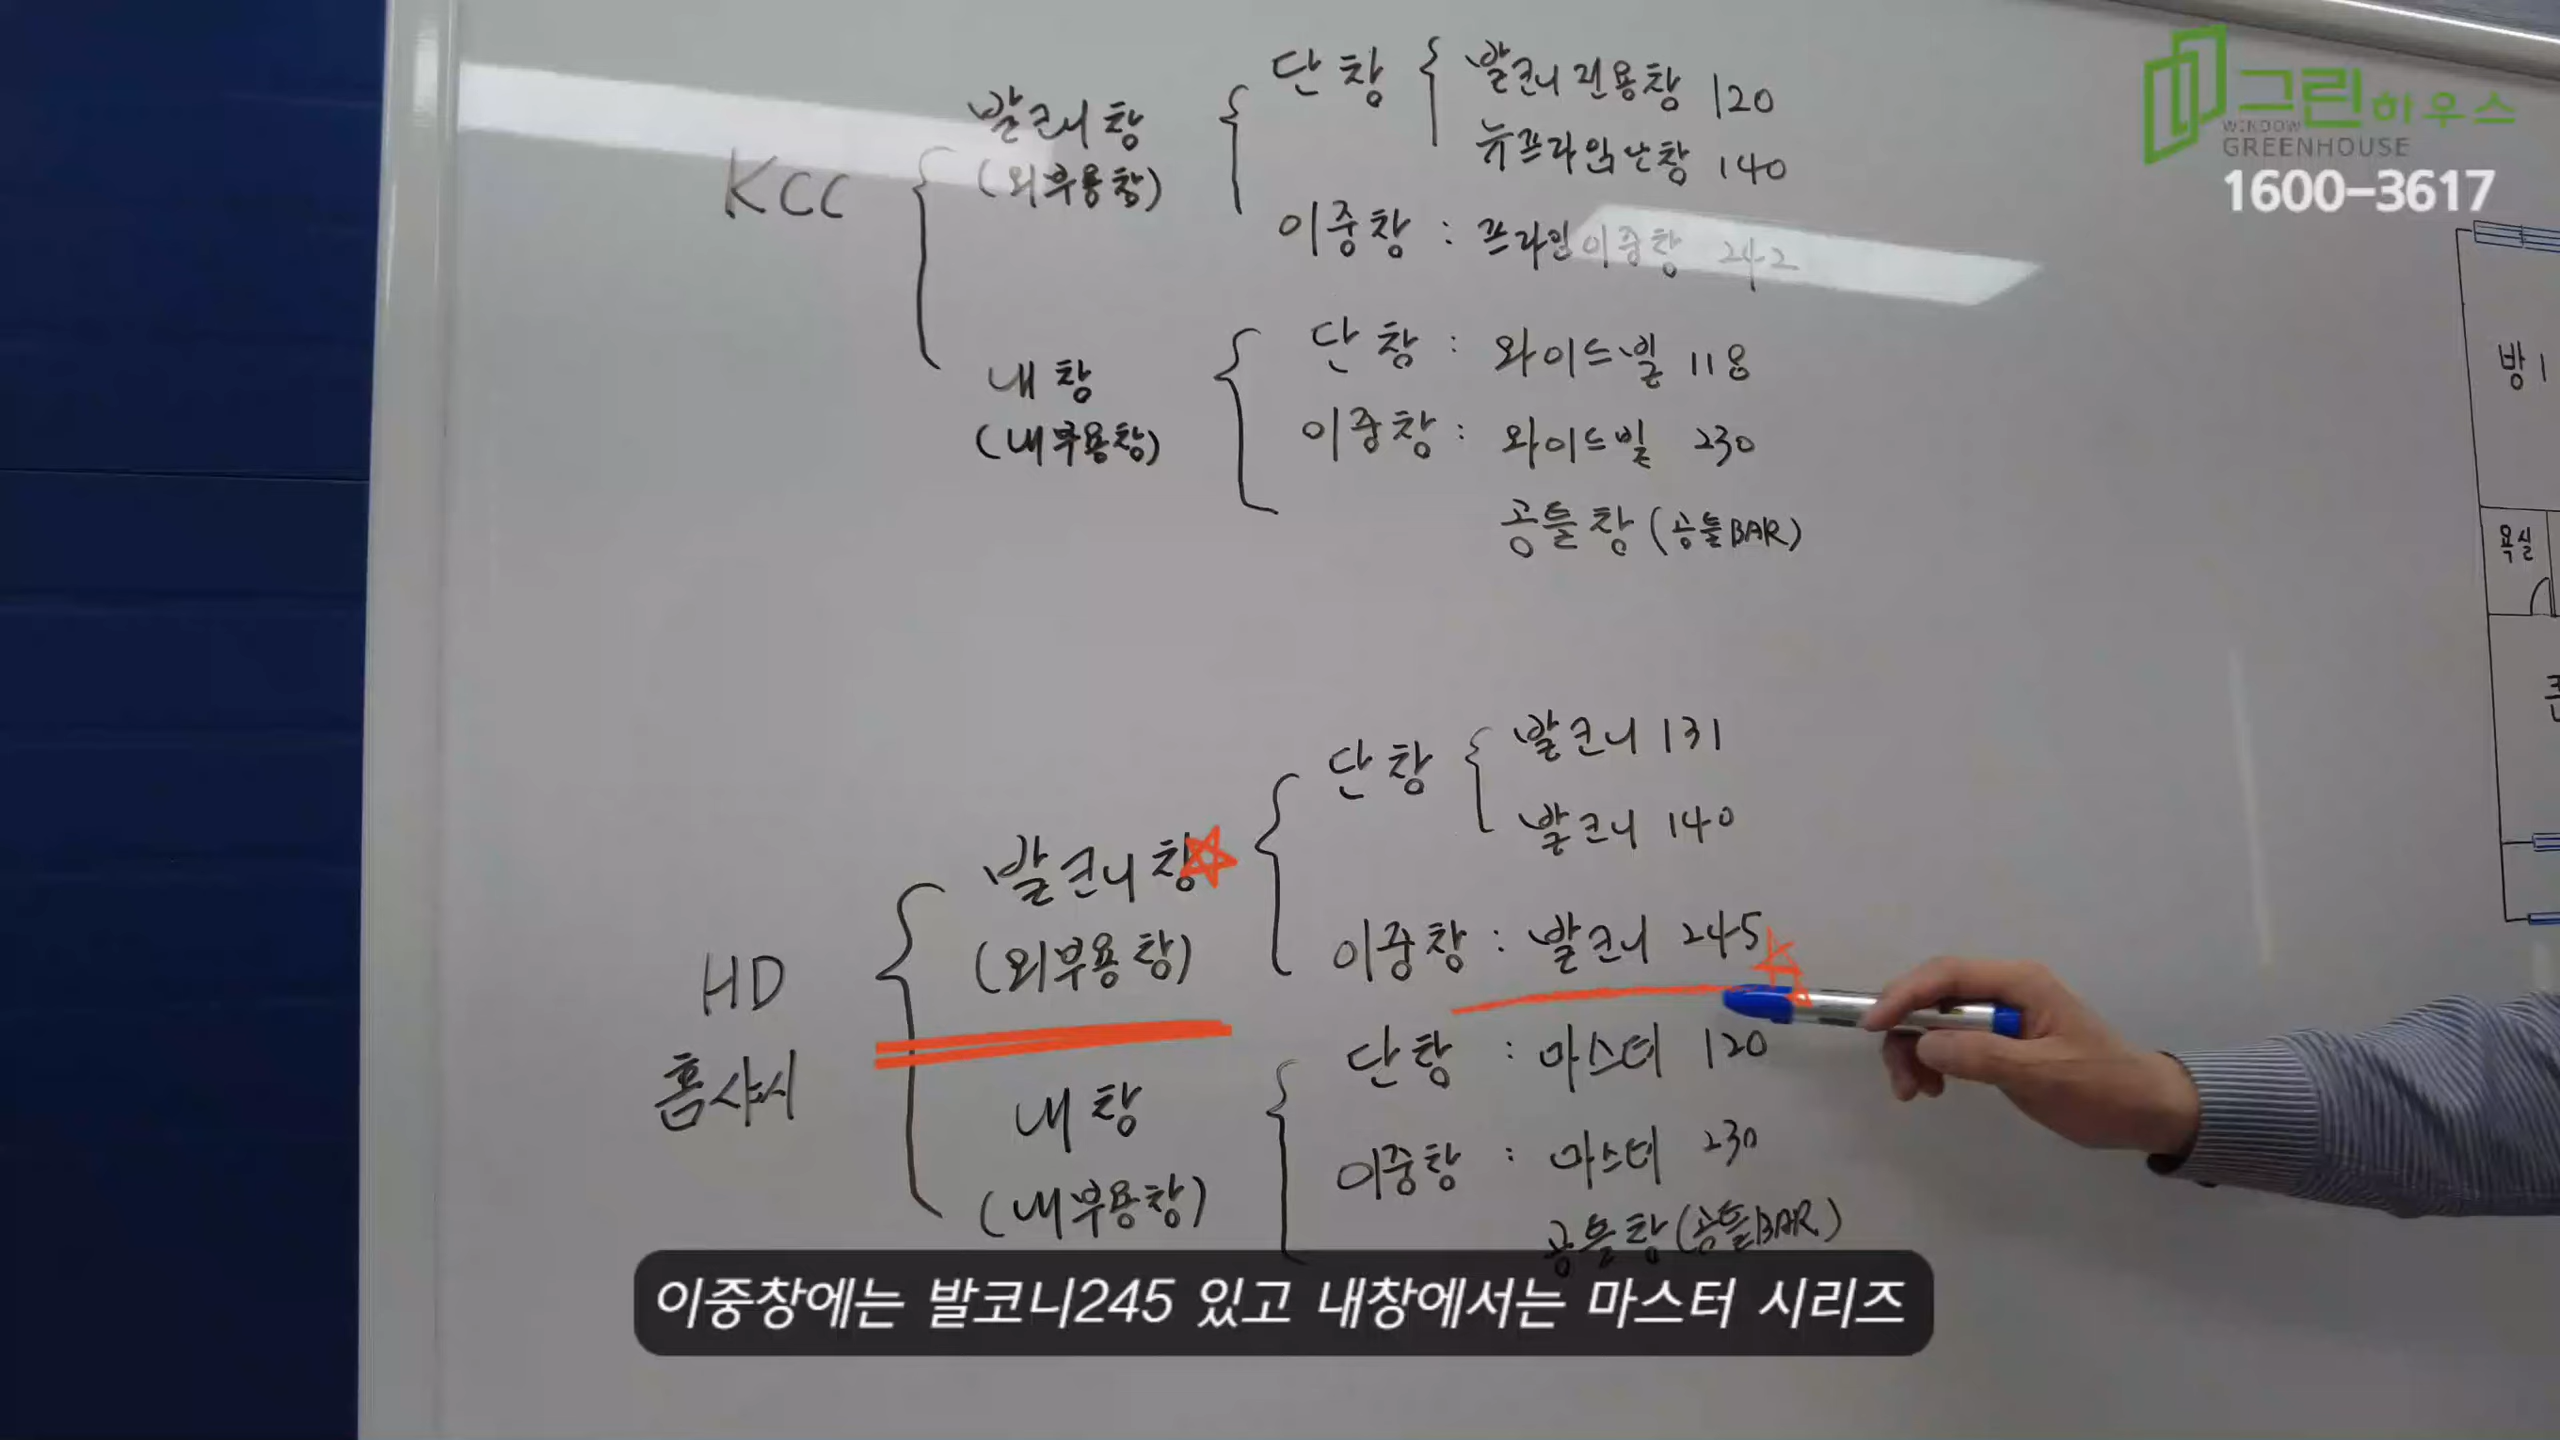 그린하우스
WINDOW
GREENHOUSE
1600-3617
KCC
발코니창
(외부용창)
단창
발코니전용창 120
뉴프라임단창 140
이중창 : 프라임이중창 242
내창
(내부용창)
단창 : 와이드빌 118
이중창 : 와이드빌 230
공틀창 (공틀BAR)
HD
홈샤시
발코니창
(외부용창)
단창
발코니 131
발코니 140
이중창 : 발코니 245
내창
(내부용창)
단창 : 마스터 120
이중창 : 마스터 230
공틀창 (공틀BAR)
방1
욕실
이중창에는 발코니245 있고 내창에서는 마스터 시리즈